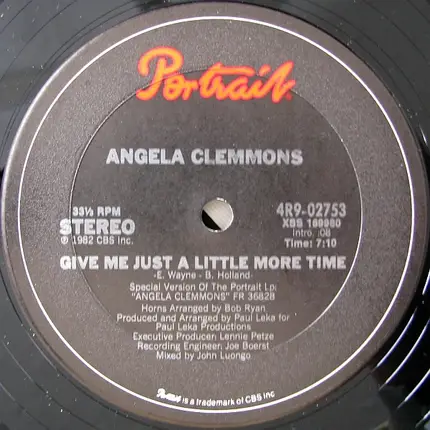 Portrait
ANGELA CLEMMONS
33⅓ RPM
STEREO
℗ 1982 CBS Inc.
4R9-02753
XSS 169960
Intro. :08
Time: 7:10
GIVE ME JUST A LITTLE MORE TIME
-E. Wayne - B. Holland-
Special Version Of The Portrait Lp:
"ANGELA CLEMMONS" FR 36828
Horns Arranged by Bob Ryan
Produced and Arranged by Paul Leka for
Paul Leka Productions
Executive Producer: Lennie Petze
Recording Engineer: Joe Boerst
Mixed by John Luongo
Portrait is a trademark of CBS Inc